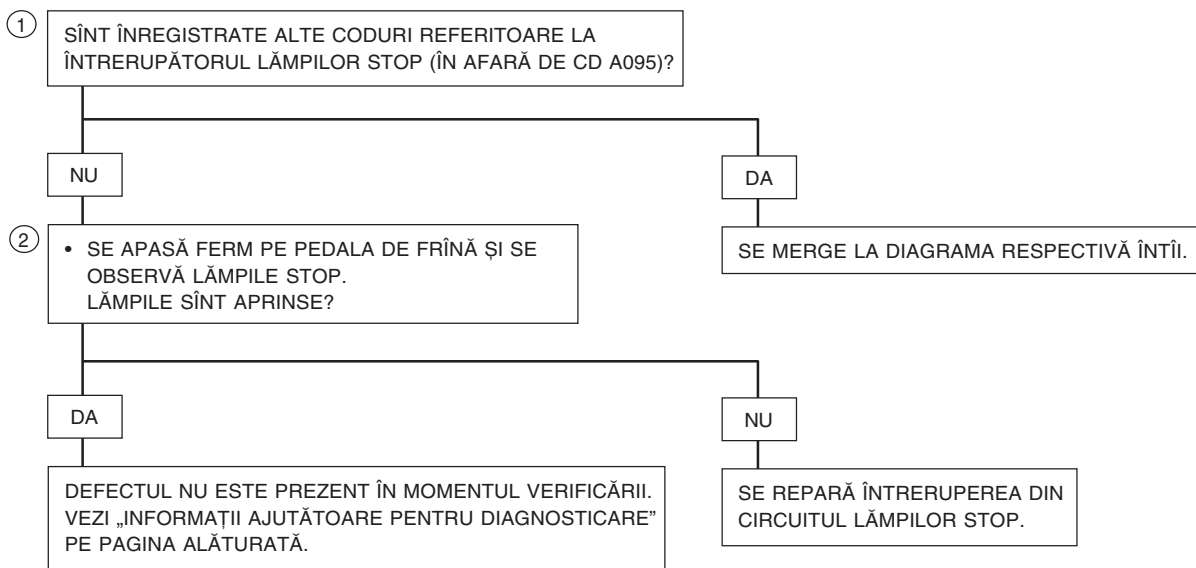 1
SÎNT ÎNREGISTRATE ALTE CODURI REFERITOARE LA
ÎNTRERUPĂTORUL LĂMPILOR STOP (ÎN AFARĂ DE CD A095)?
NU
DA
2
• SE APASĂ FERM PE PEDALA DE FRÎNĂ ȘI SE
OBSERVĂ LĂMPILE STOP.
LĂMPILE SÎNT APRINSE?
SE MERGE LA DIAGRAMA RESPECTIVĂ ÎNTÎI.
DA
NU
DEFECTUL NU ESTE PREZENT ÎN MOMENTUL VERIFICĂRII.
VEZI „INFORMAȚII AJUTĂTOARE PENTRU DIAGNOSTICARE”
PE PAGINA ALĂTURATĂ.
SE REPARĂ ÎNTRERUPEREA DIN
CIRCUITUL LĂMPILOR STOP.